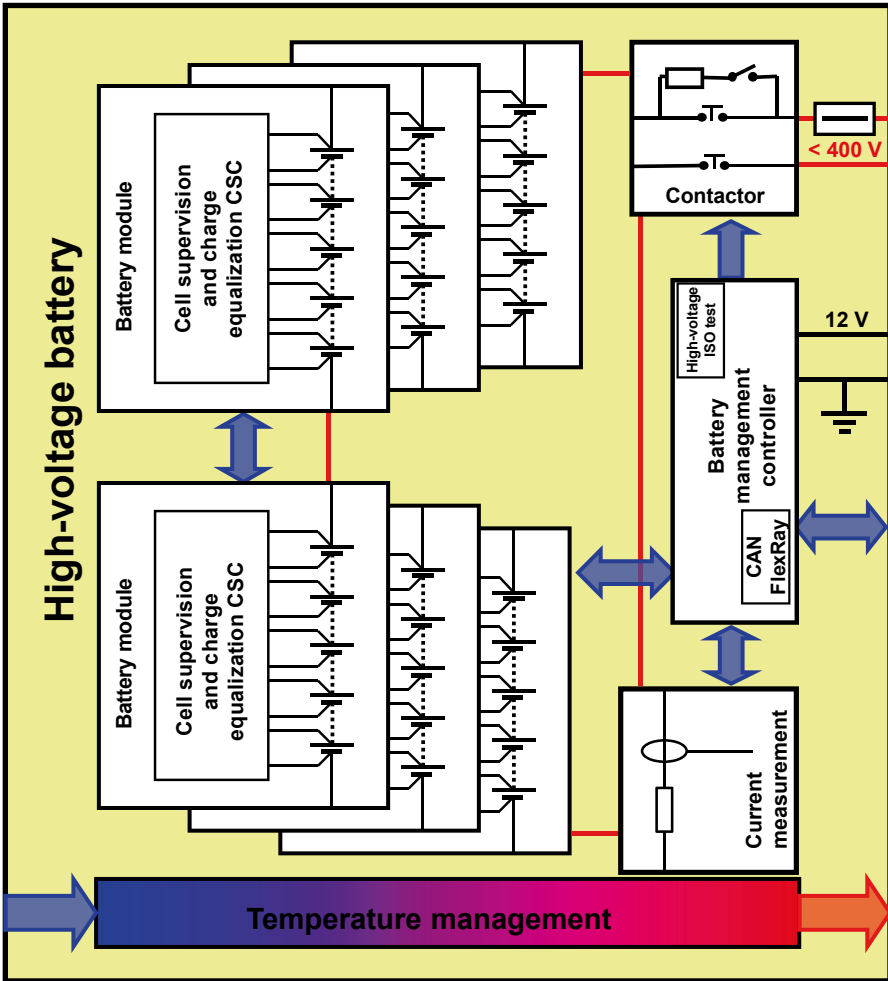 High-voltage battery
Battery module
Cell supervision
and charge
equalization CSC
Contactor
< 400 V
High-voltage
ISO test
Battery
management
controller
CAN
FlexRay
12 V
Battery module
Cell supervision
and charge
equalization CSC
Current
measurement
Temperature management